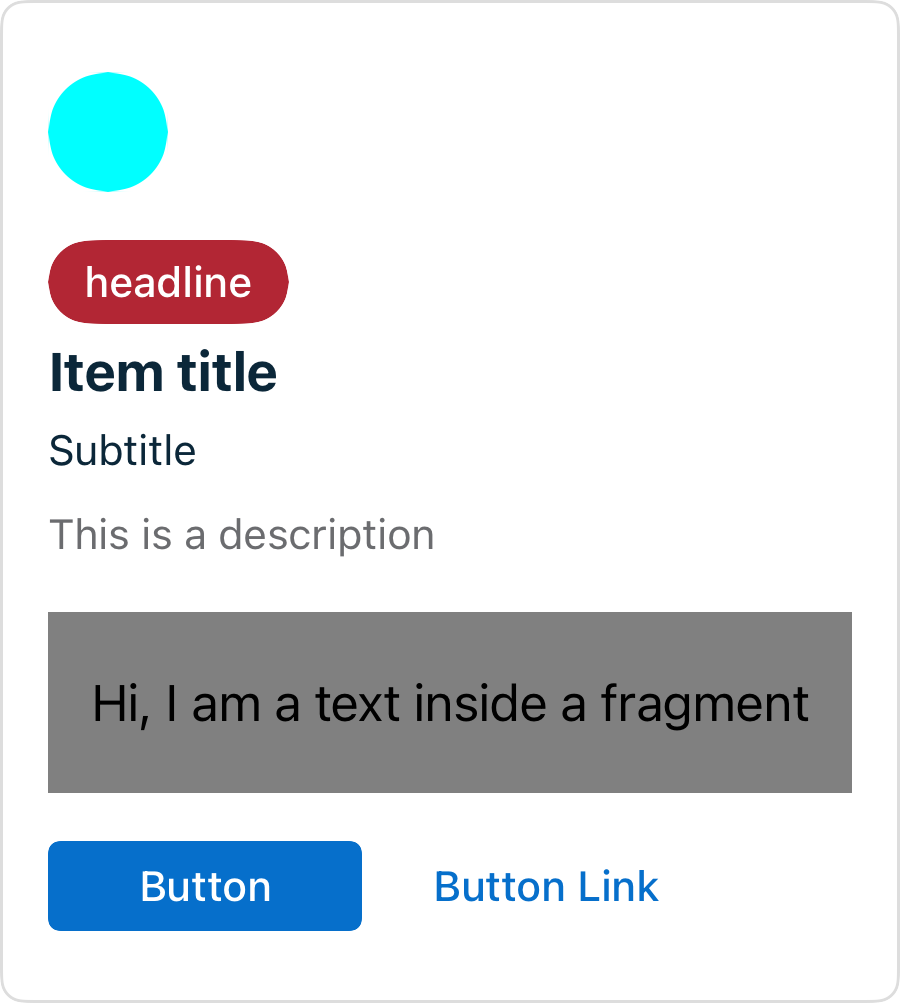 headline
Item title
Subtitle
This is a description
Hi, I am a text inside a fragment
Button
Button Link